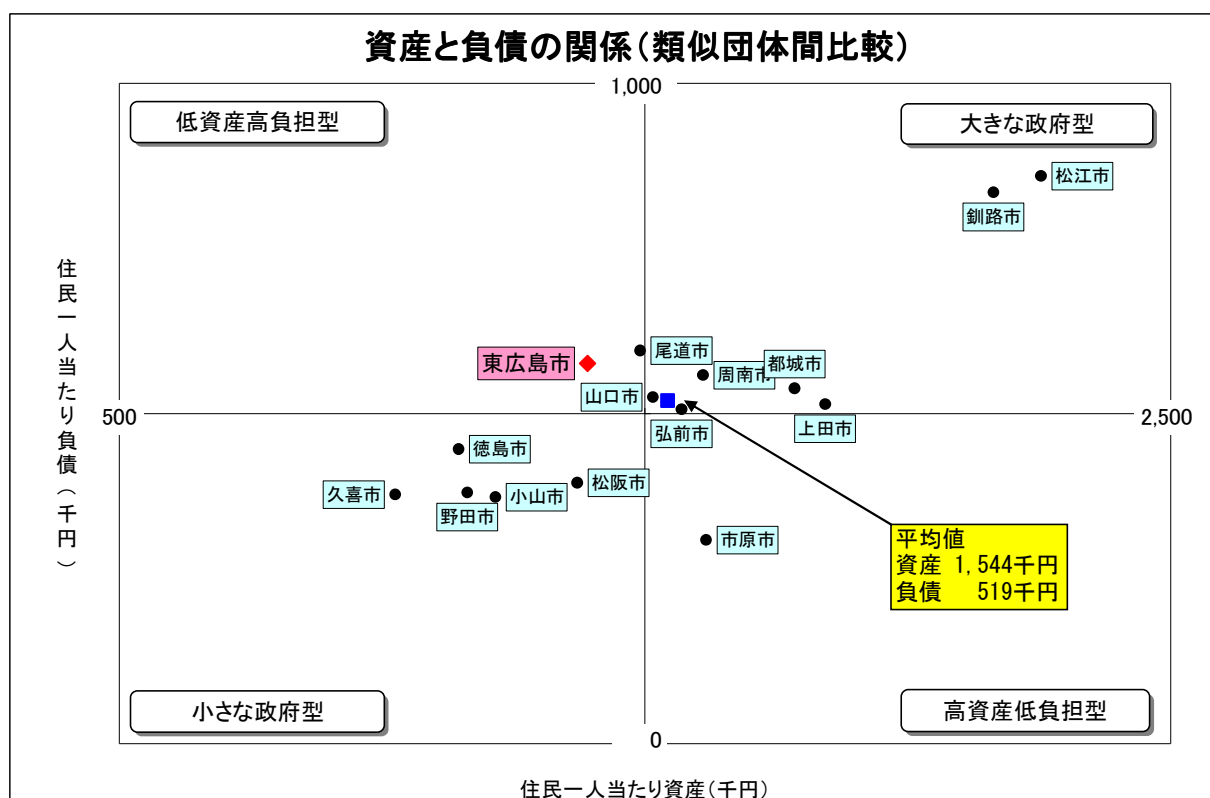 資産と負債の関係(類似団体間比較)
1,000
低資産高負担型
大きな政府型
松江市
釧路市
住民一人当たり負債(千円)
尾道市
東広島市
周南市
都城市
山口市
500
2,500
弘前市
上田市
徳島市
松阪市
久喜市
小山市
野田市
市原市
平均値
資産 1,544千円
負債 519千円
小さな政府型
高資産低負担型
0
住民一人当たり資産(千円)